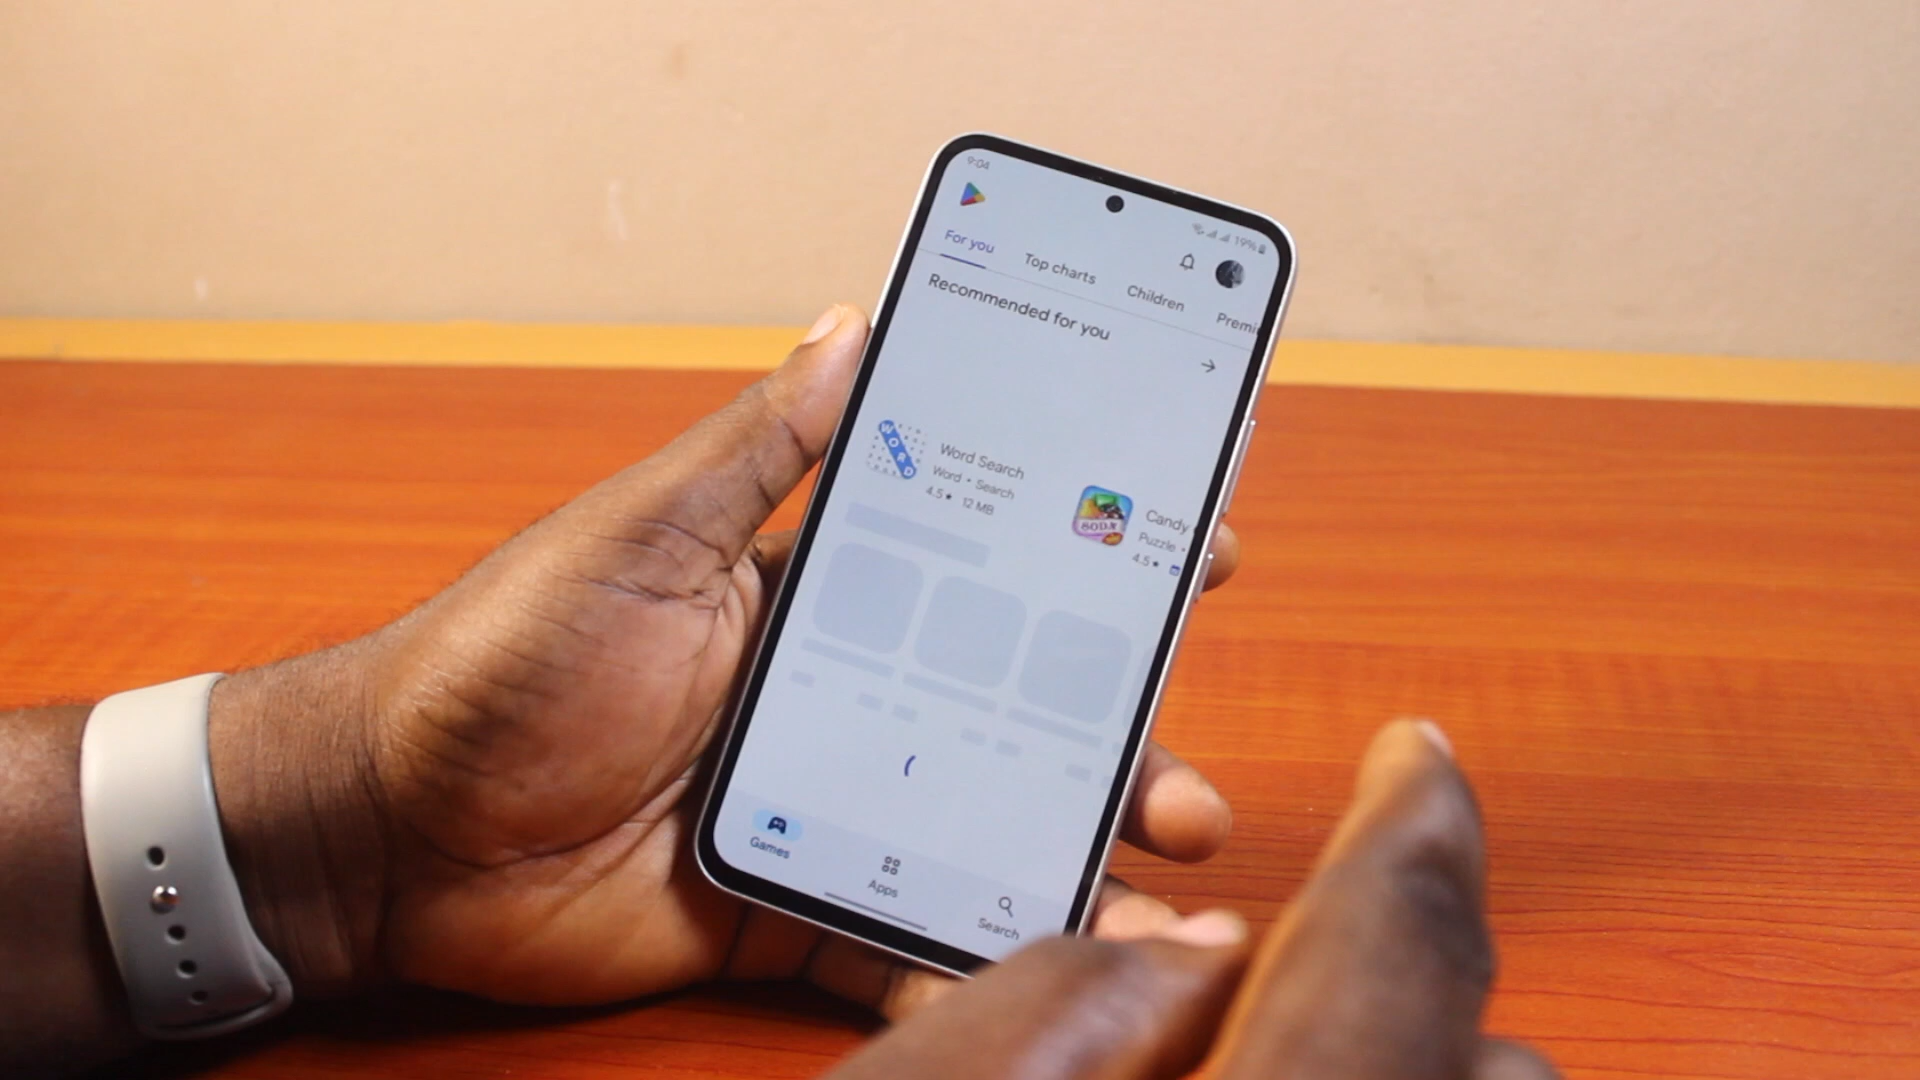 9:04
19%
For you
Top charts
Children
Premi
Recommended for you
WORD
Word Search
Word • Search
4.5★ 12 MB
SODA
Candy
Puzzle •
4.5★
Games
Apps
Search